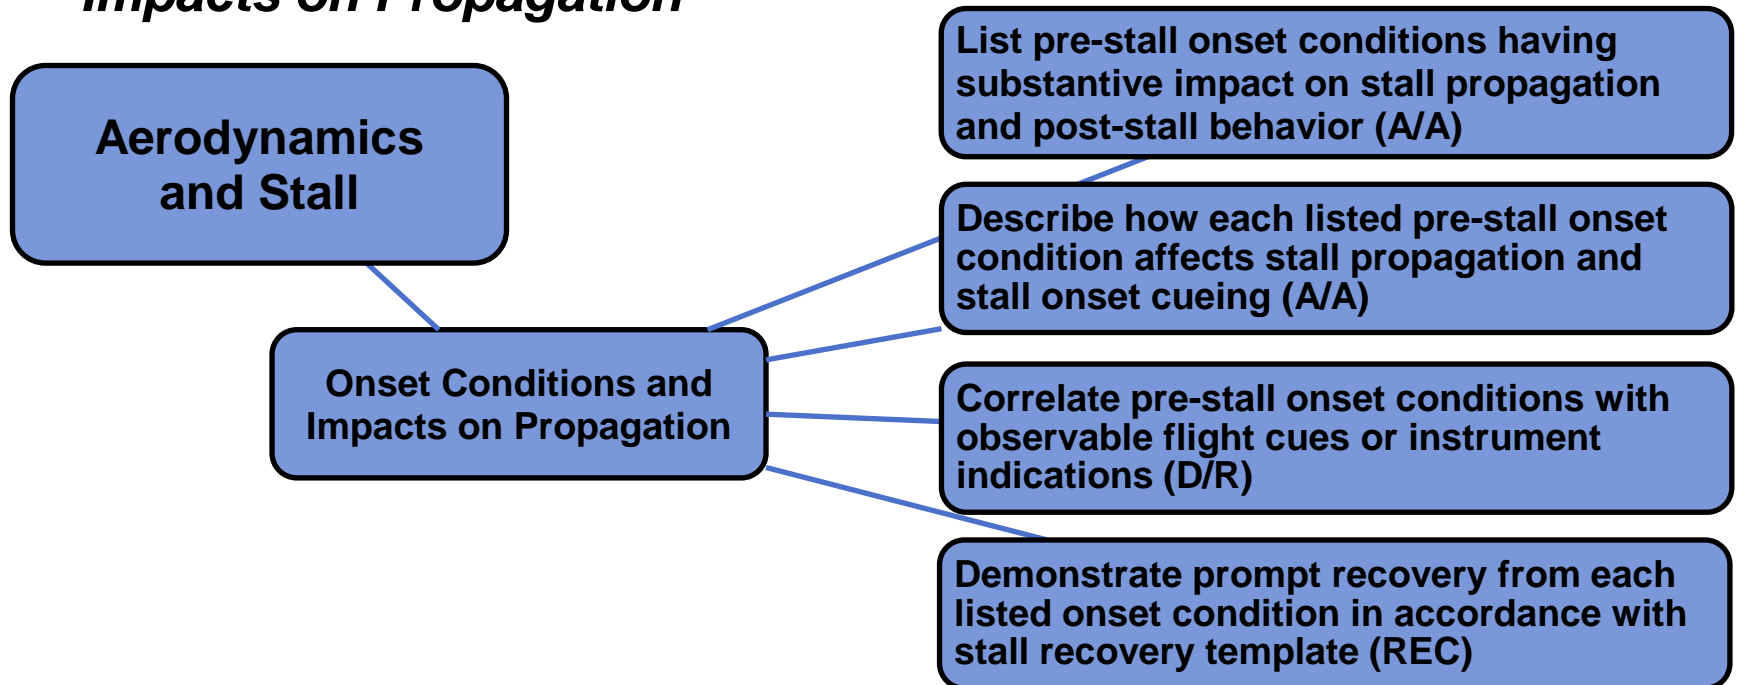 Impacts on Propagation
Aerodynamics
and Stall
Onset Conditions and
Impacts on Propagation
List pre-stall onset conditions having
substantive impact on stall propagation
and post-stall behavior (A/A)
Describe how each listed pre-stall onset
condition affects stall propagation and
stall onset cueing (A/A)
Correlate pre-stall onset conditions with
observable flight cues or instrument
indications (D/R)
Demonstrate prompt recovery from each
listed onset condition in accordance with
stall recovery template (REC)